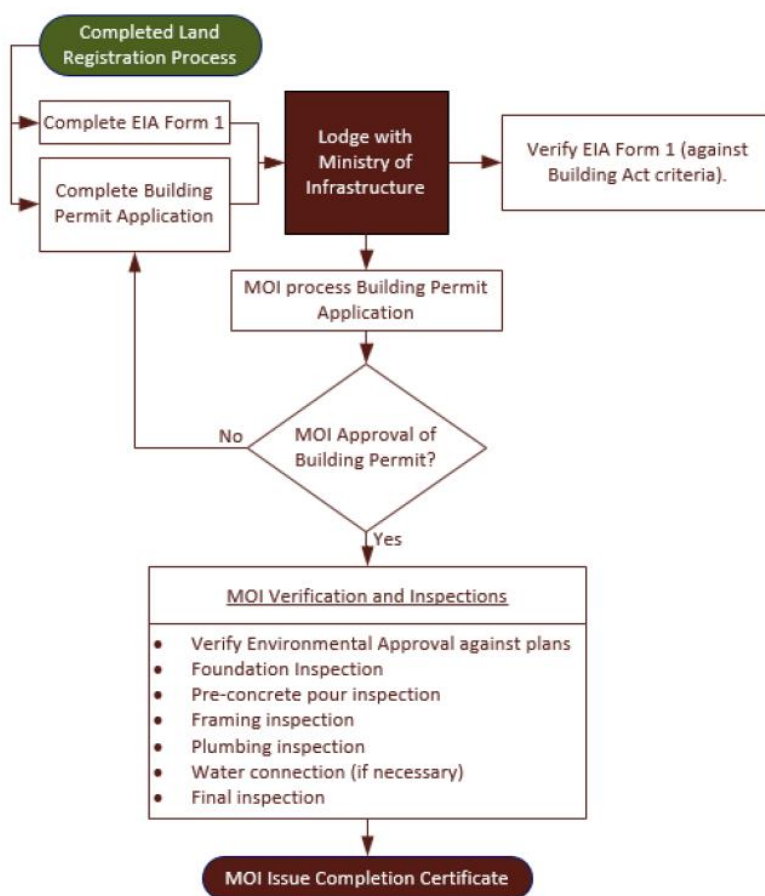 Completed Land
Registration Process
Complete EIA Form 1
Complete Building
Permit Application
Lodge with
Ministry of
Infrastructure
Verify EIA Form 1 (against
Building Act criteria).
MOI process Building Permit
Application
No
MOI Approval of
Building Permit?
Yes
MOI Verification and Inspections
• Verify Environmental Approval against plans
• Foundation Inspection
• Pre-concrete pour inspection
• Framing inspection
• Plumbing inspection
• Water connection (if necessary)
• Final inspection
MOI Issue Completion Certificate